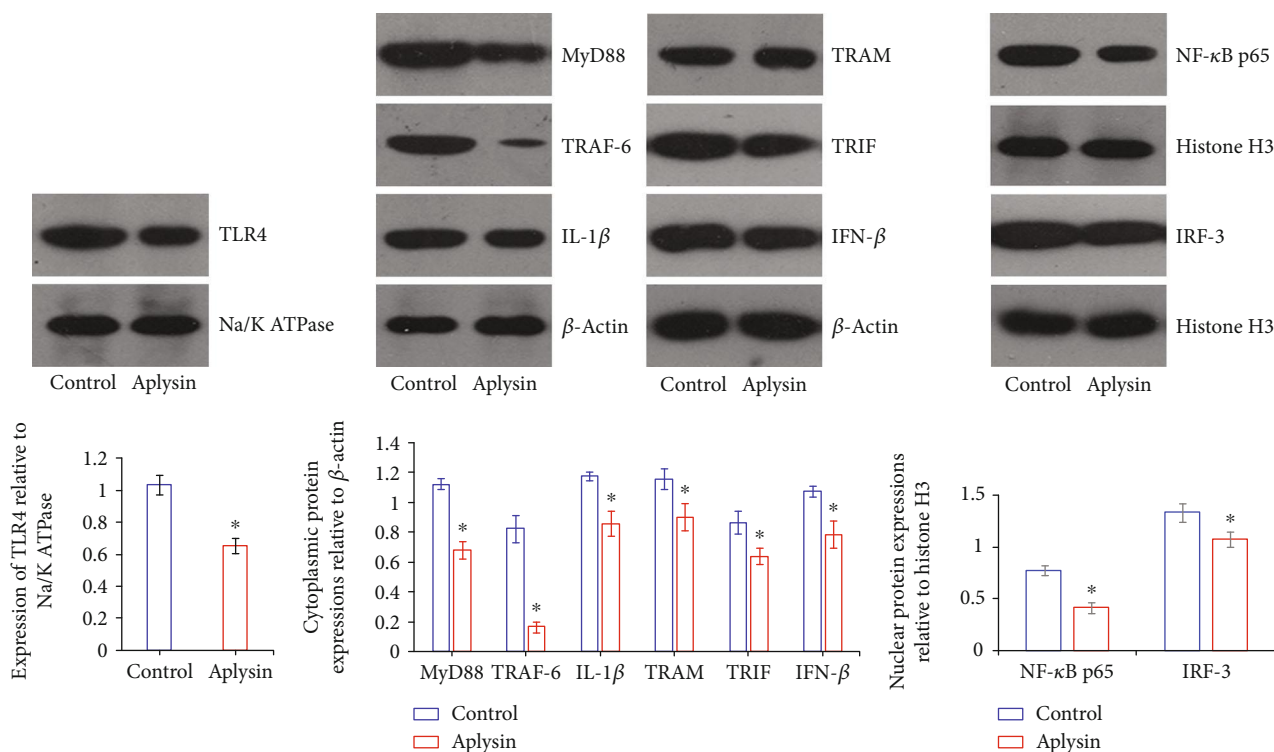 MyD88
TRAF-6
TLR4
IL-1β
Na/K ATPase
β-Actin
Control Aplysin
Control Aplysin
TRAM
TRIF
IFN-β
β-Actin
Control Aplysin
NF-κB p65
Histone H3
IRF-3
Histone H3
Control Aplysin
Expression of TLR4 relative to
Na/K ATPase
1.2
1
0.8
0.6
0.4
0.2
0
*
Control Aplysin
Cytoplasmic protein
expressions relative to β-actin
1.4
1.2
1
0.8
0.6
0.4
0.2
0
* * * * * *
MyD88 TRAF-6 IL-1β TRAM TRIF IFN-β
Control
Aplysin
Nuclear protein expressions
relative to histone H3
1.5
1
0.5
0
* *
NF-κB p65 IRF-3
Control
Aplysin